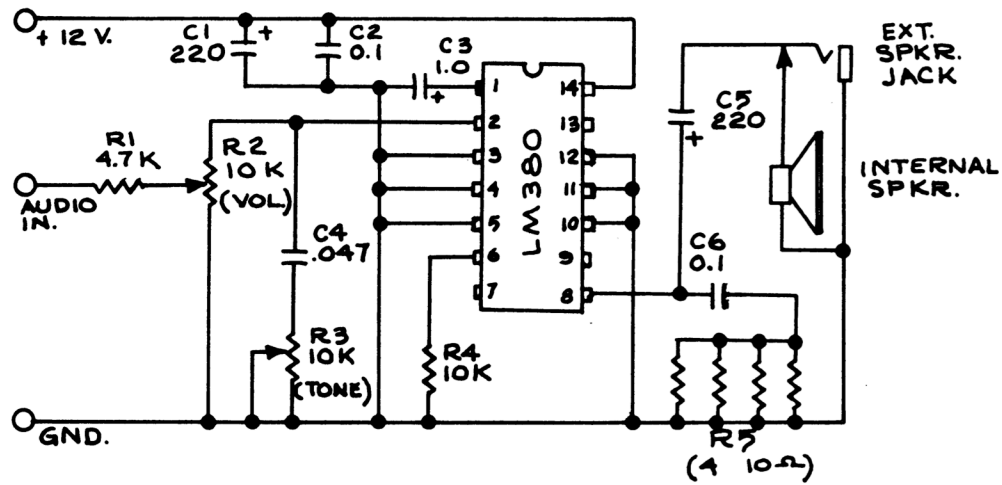 + 12 V.
C1
220
+
C2
0.1
C3
1.0
+
EXT.
SPKR.
JACK
1
2
3
4
5
6
7
LM380
14
13
12
11
10
9
8
C5
220
+
INTERNAL
SPKR.
R1
4.7K
R2
10 K
(VOL.)
AUDIO
IN.
C4
.047
C6
0.1
R3
10K
(TONE)
R4
10K
GND.
R5
(4 10Ω)